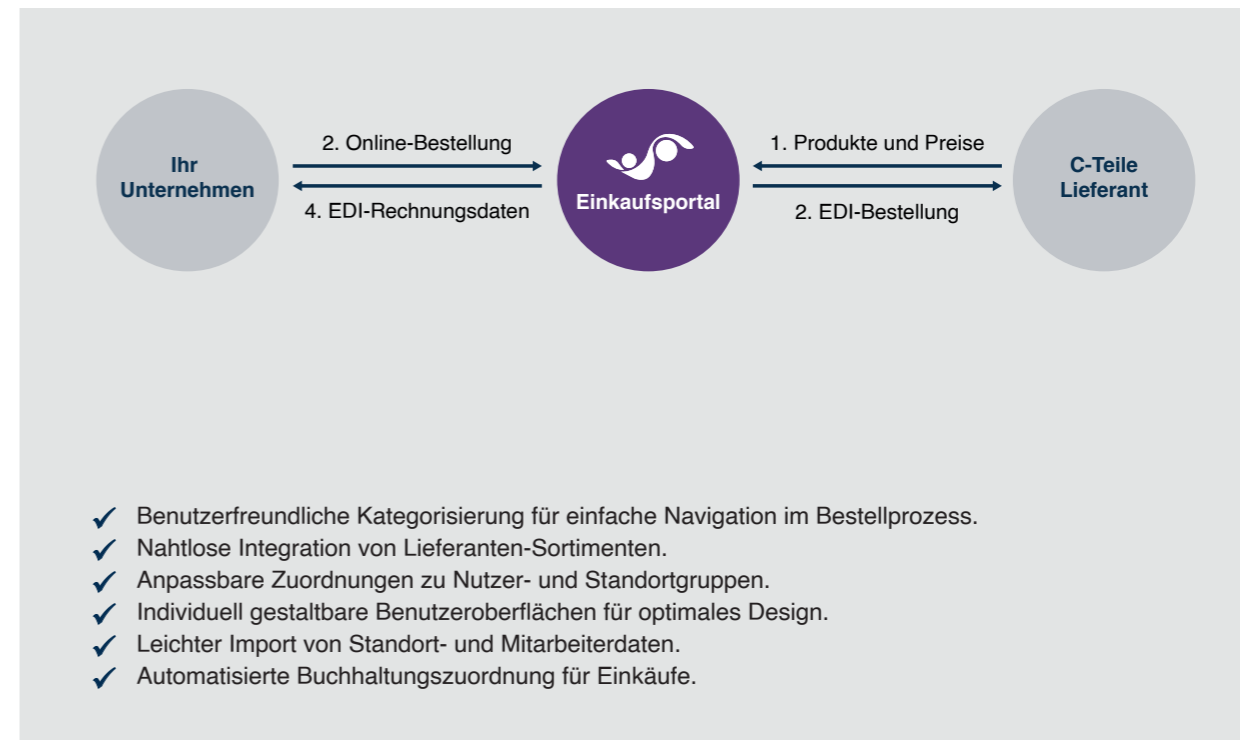 Ihr
Unternehmen
2. Online-Bestellung
4. EDI-Rechnungsdaten
Einkaufsportal
1. Produkte und Preise
2. EDI-Bestellung
C-Teile
Lieferant
Benutzerfreundliche Kategorisierung für einfache Navigation im Bestellprozess.
Nahtlose Integration von Lieferanten-Sortimenten.
Anpassbare Zuordnungen zu Nutzer- und Standortgruppen.
Individuell gestaltbare Benutzeroberflächen für optimales Design.
Leichter Import von Standort- und Mitarbeiterdaten.
Automatisierte Buchhaltungszuordnung für Einkäufe.